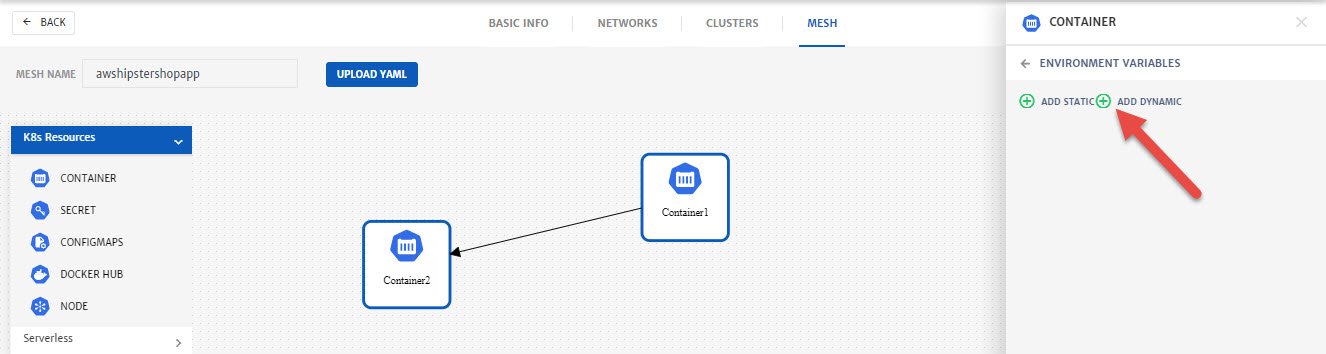 BACK
BASIC INFO NETWORKS CLUSTERS MESH
CONTAINER
MESH NAME awshipstershopapp UPLOAD YAML
ENVIRONMENT VARIABLES
ADD STATIC ADD DYNAMIC
K8s Resources
CONTAINER
SECRET
CONFIGMAPS
DOCKER HUB
NODE
Serverless
Container1
Container2